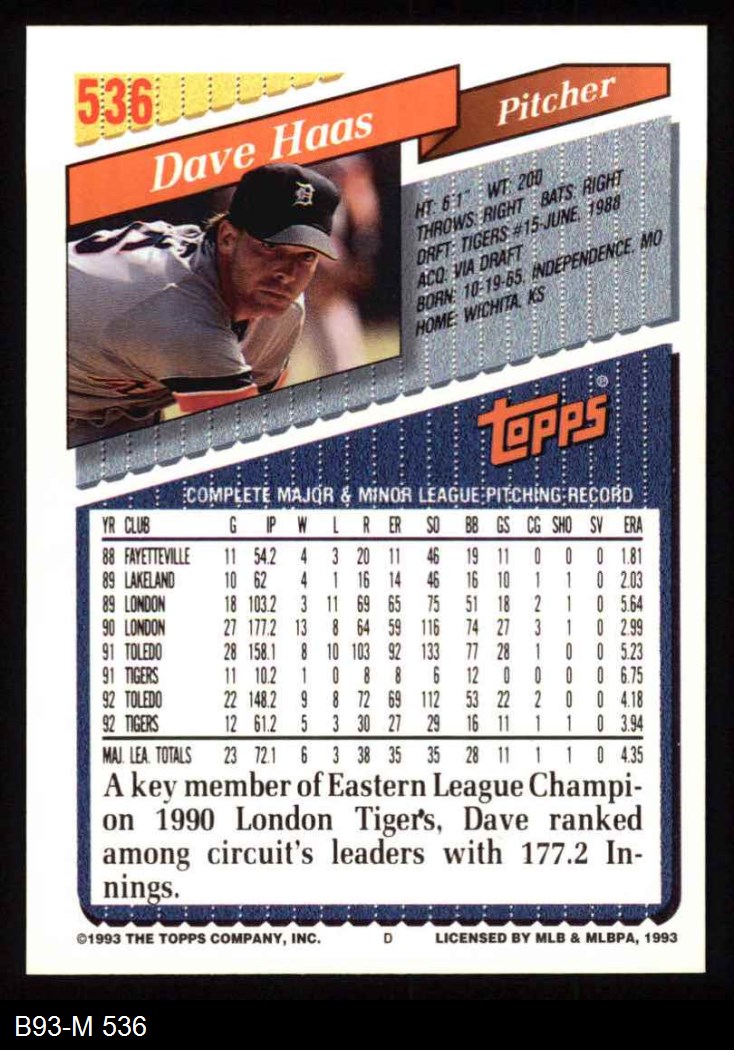 536
Dave Haas
Pitcher
HT: 6'1" WT: 200
THROWS: RIGHT BATS: RIGHT
DRFT: TIGERS #15-JUNE, 1988
ACQ: VIA DRAFT
BORN: 10-19-65, INDEPENDENCE, MO
HOME: WICHITA, KS
TOPPS®
COMPLETE MAJOR & MINOR LEAGUE PITCHING RECORD
YR CLUB G IP W L R ER SO BB GS CG SHO SV ERA
88 FAYETTEVILLE 11 54.2 4 3 20 11 46 19 11 0 0 0 1.81
89 LAKELAND 10 62 4 1 16 14 46 16 10 1 1 0 2.03
89 LONDON 18 103.2 3 11 69 65 75 51 18 2 1 0 5.64
90 LONDON 27 177.2 13 8 64 59 116 74 27 3 1 0 2.99
91 TOLEDO 28 158.1 8 10 103 92 133 77 28 1 0 0 5.23
91 TIGERS 11 10.2 1 0 8 8 6 12 0 0 0 0 6.75
92 TOLEDO 22 148.2 9 8 72 69 112 53 22 2 0 0 4.18
92 TIGERS 12 61.2 5 3 30 27 29 16 11 1 1 0 3.94
MAJ. LEA. TOTALS 23 72.1 6 3 38 35 35 28 11 1 1 0 4.35
A key member of Eastern League Champi-
on 1990 London Tigers, Dave ranked
among circuit's leaders with 177.2 In-
nings.
©1993 THE TOPPS COMPANY, INC. D LICENSED BY MLB & MLBPA, 1993
B93-M 536